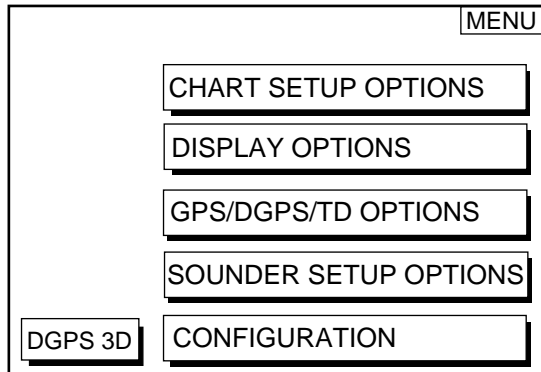 MENU
CHART SETUP OPTIONS
DISPLAY OPTIONS
GPS/DGPS/TD OPTIONS
SOUNDER SETUP OPTIONS
DGPS 3D
CONFIGURATION